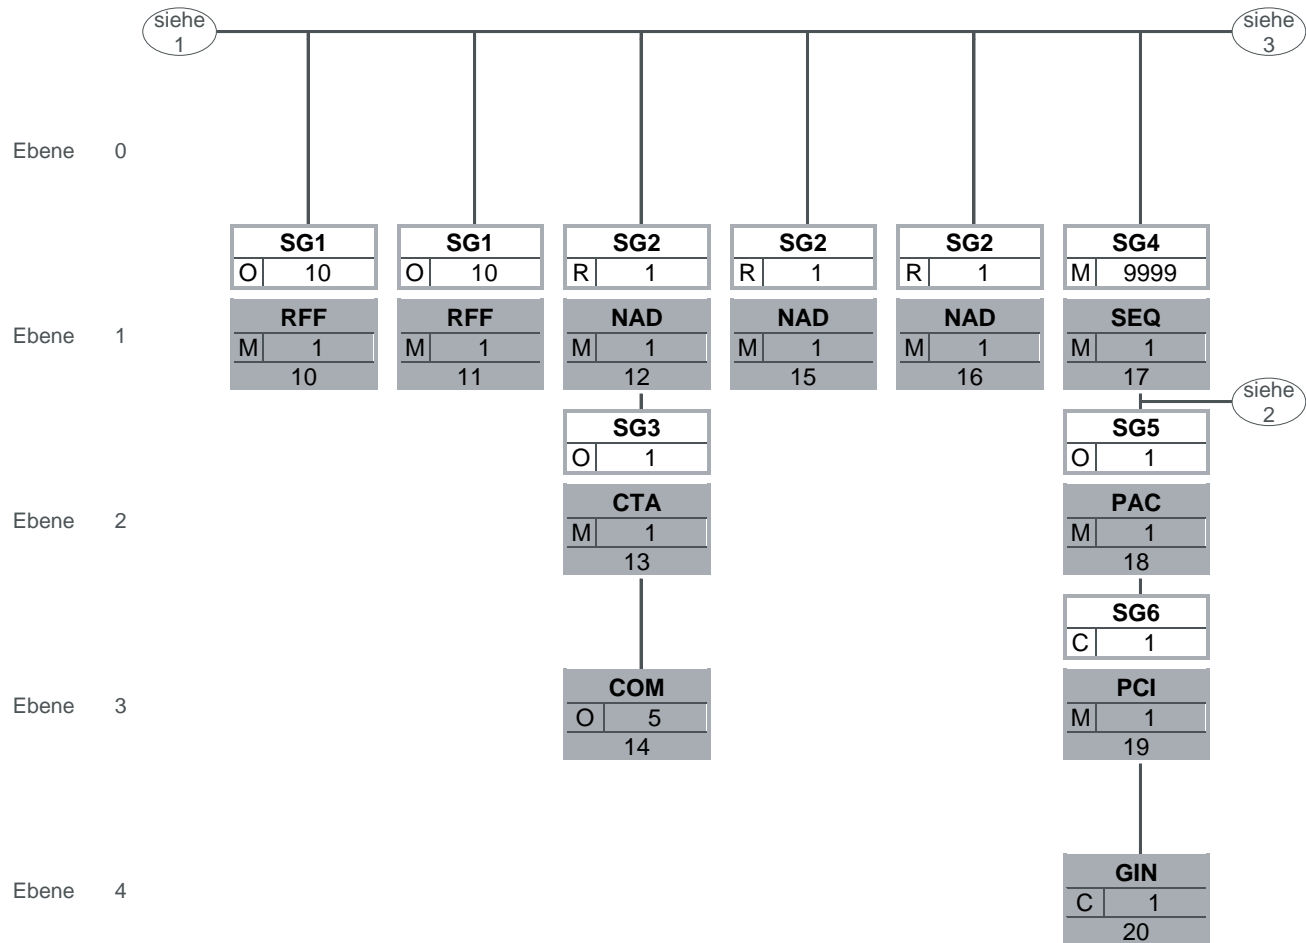 siehe
1
siehe
3
Ebene 0
SG1 SG1 SG2 SG2 SG2 SG4
O 10 O 10 R 1 R 1 R 1 M 9999
Ebene 1
RFF RFF NAD NAD NAD SEQ
M 1 M 1 M 1 M 1 M 1 M 1
10 11 12 15 16 17
siehe
2
SG3 SG5
O 1 O 1
Ebene 2
CTA PAC
M 1 M 1
13 18
SG6
C 1
Ebene 3
COM PCI
O 5 M 1
14 19
Ebene 4
GIN
C 1
20